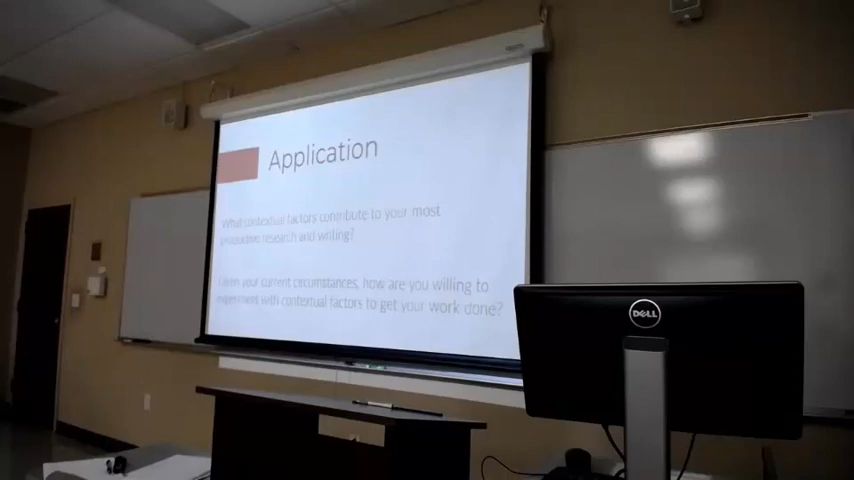 Application
What contextual factors contribute to your most
productive research and writing?
Given your current circumstances, how are you willing to
experiment with contextual factors to get your work done?
DELL